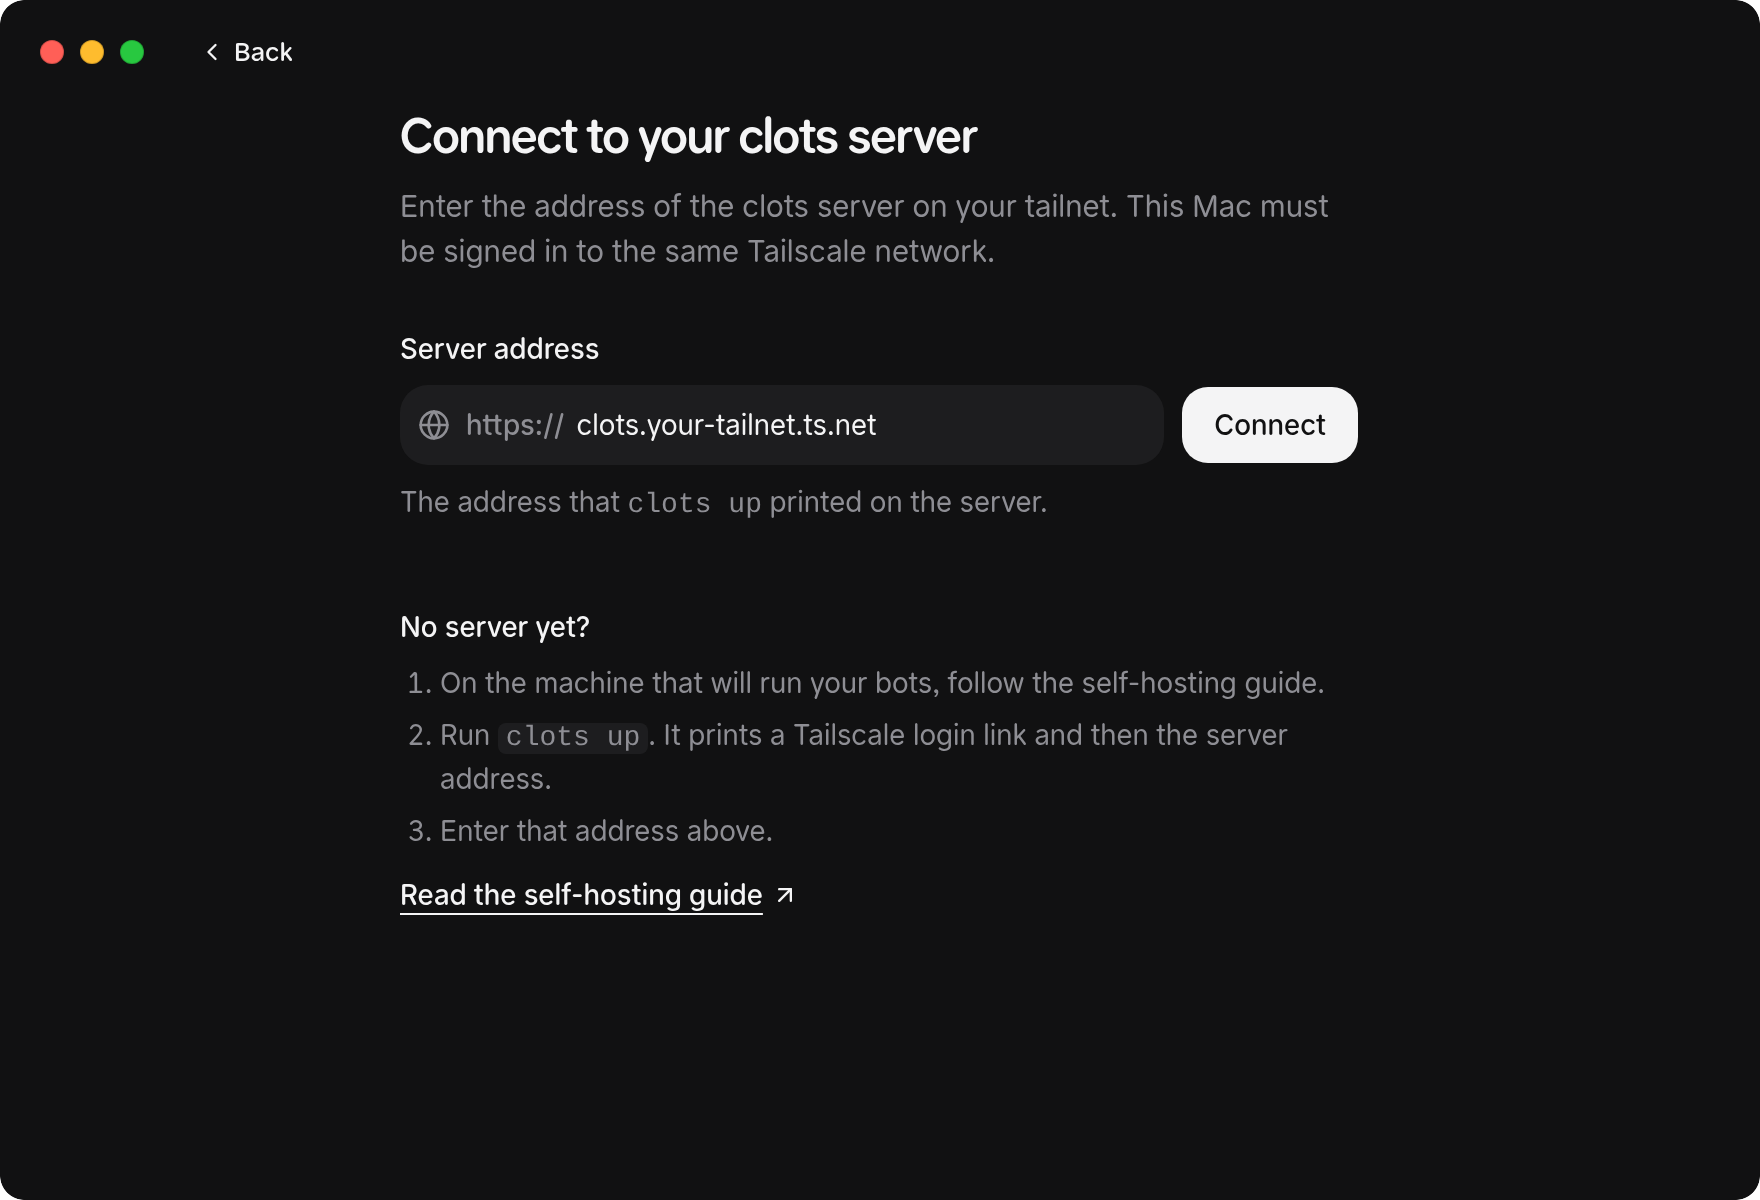 Back
Connect to your clots server
Enter the address of the clots server on your tailnet. This Mac must
be signed in to the same Tailscale network.
Server address
https:// clots.your-tailnet.ts.net
Connect
The address that clots up printed on the server.
No server yet?
1. On the machine that will run your bots, follow the self-hosting guide.
2. Run clots up. It prints a Tailscale login link and then the server
address.
3. Enter that address above.
Read the self-hosting guide